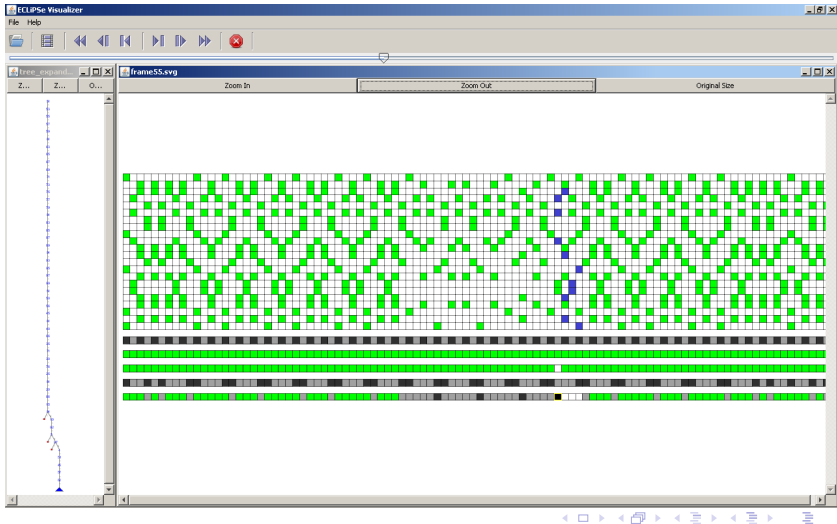 ECLiPSe Visualizer
File Help
tree_expand...
frame55.svg
Z... Z... O...
Zoom In Zoom Out Original Size